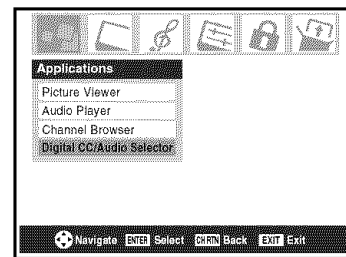 Applications
Picture Viewer
Audio Player
Channel Browser
Digital CC/Audio Selector
Navigate ENTER Select CH RTN Back EXIT Exit